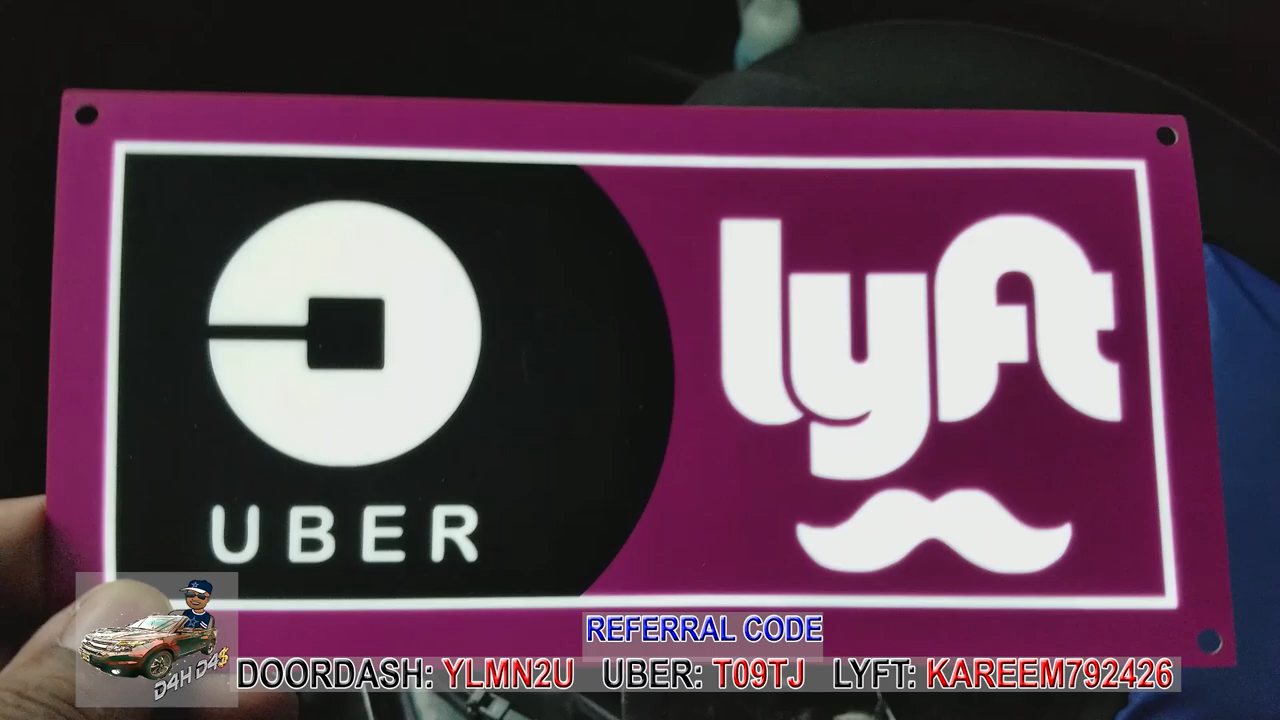 UBER
lyft
REFERRAL CODE
DOORDASH: YLMN2U UBER: T09TJ LYFT: KAREEM792426
D4H D4$